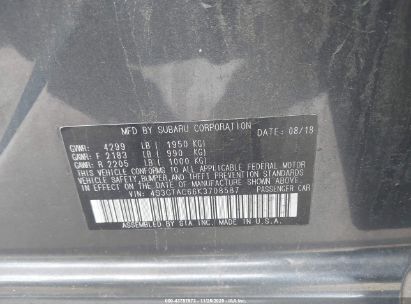 MFD BY SUBARU CORPORATION DATE: 08/18
GVWR: 4299 LB ( 1950 KG)
GAWR: F 2183 LB ( 990 KG)
GAWR: R 2205 LB ( 1000 KG)
THIS VEHICLE CONFORMS TO ALL APPLICABLE FEDERAL MOTOR
VEHICLE SAFETY, BUMPER, AND THEFT PREVENTION STANDARDS
IN EFFECT ON THE DATE OF MANUFACTURE SHOWN ABOVE.
VIN: 4S3GTAC66K3708587 PASSENGER CAR
ASSEMBLED BY SIA INC. MADE IN U.S.A.